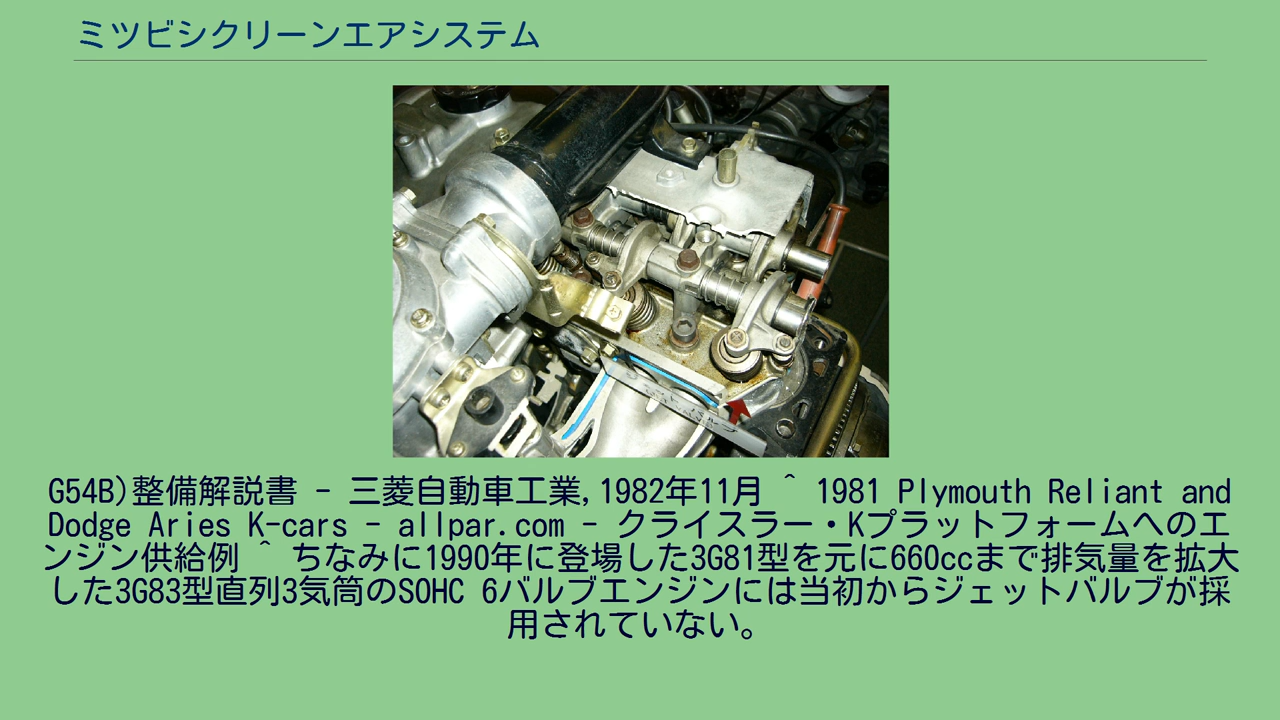 ミツビシクリーンエアシステム
G54B)整備解説書 - 三菱自動車工業,1982年11月 ^ 1981 Plymouth Reliant and
Dodge Aries K-cars - allpar.com - クライスラー・Kプラットフォームへのエ
ンジン供給例 ^ ちなみに1990年に登場した3G81型を元に660ccまで排気量を拡大
した3G83型直列3気筒のSOHC 6バルブエンジンには当初からジェットバルブが採
用されていない。